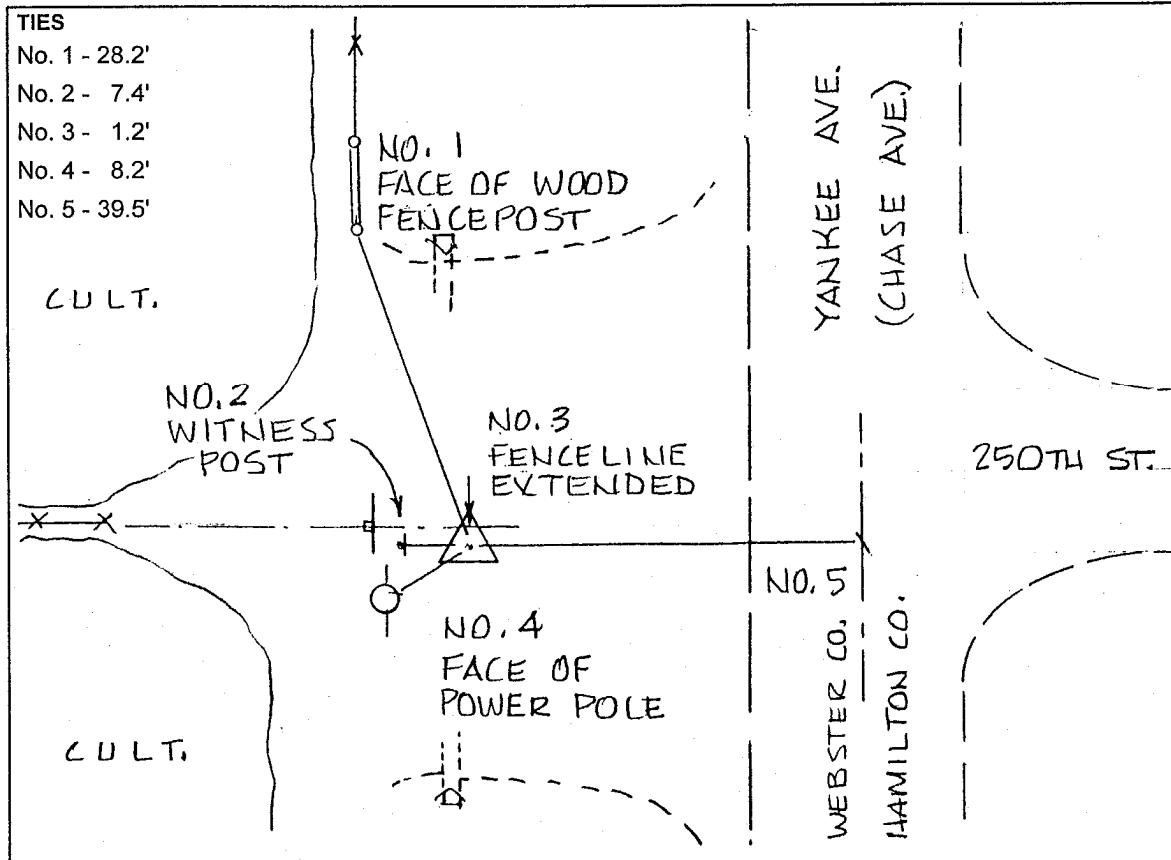 TIES
No. 1 - 28.2'
No. 2 - 7.4'
No. 3 - 1.2'
No. 4 - 8.2'
No. 5 - 39.5'
NO. 1
FACE OF WOOD
FENCEPOST
YANKEE AVE.
(CHASE AVE.)
CULT.
NO. 2
WITNESS
POST
NO. 3
FENCELINE
EXTENDED
250TH ST.
NO. 5
NO. 4
FACE OF
POWER POLE
WEBSTER CO.
HAMILTON CO.
CULT.